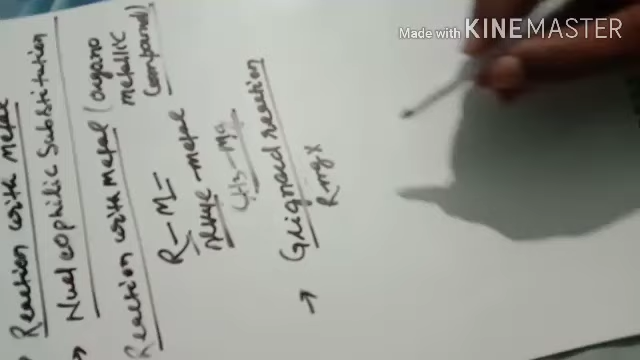 Made with KINEMASTER
Reaction with metal
→ Nucleophilic Substitution
Reaction with metal (organo
metallic
compound)
R-M=
alkyl-metal
CH3-Mg
→ Grignard reaction
Rmgx